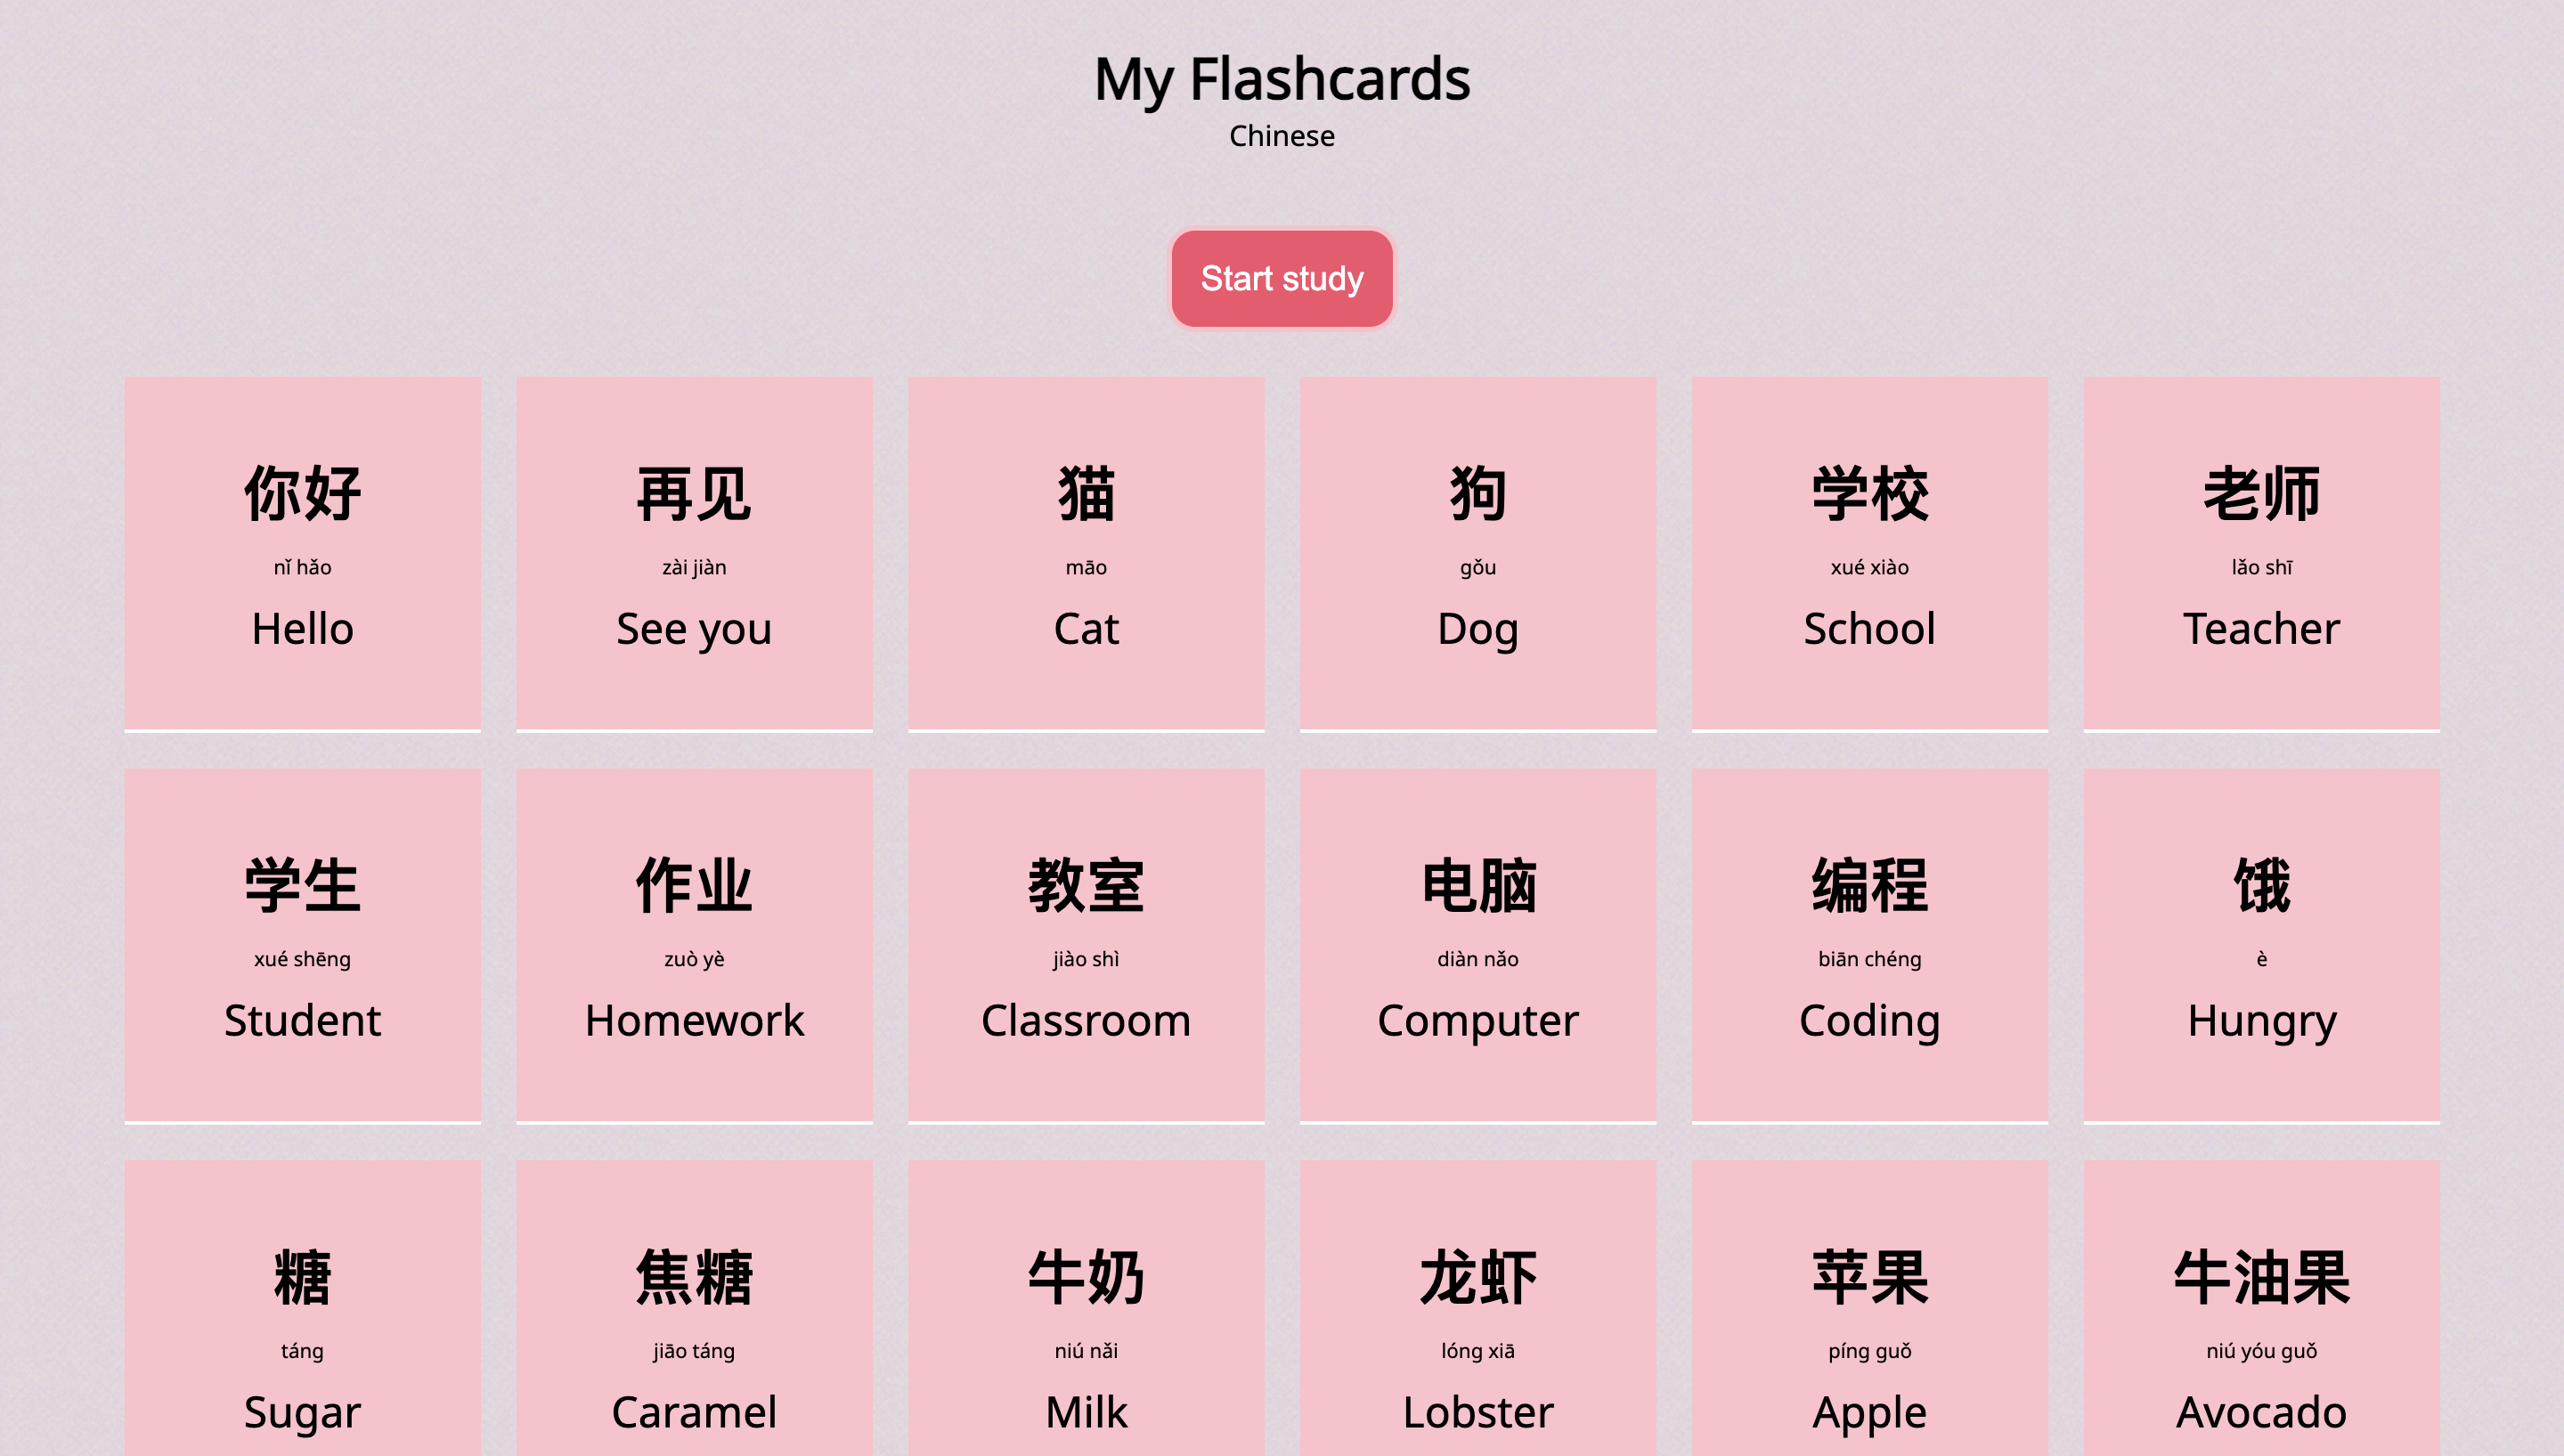 My Flashcards
Chinese
Start study
你好
nǐ hǎo
Hello
再见
zài jiàn
See you
猫
māo
Cat
狗
gǒu
Dog
学校
xué xiào
School
老师
lǎo shī
Teacher
学生
xué shēng
Student
作业
zuò yè
Homework
教室
jiào shì
Classroom
电脑
diàn nǎo
Computer
编程
biān chéng
Coding
饿
è
Hungry
糖
táng
Sugar
焦糖
jiāo táng
Caramel
牛奶
niú nǎi
Milk
龙虾
lóng xiā
Lobster
苹果
píng guǒ
Apple
牛油果
niú yóu guǒ
Avocado